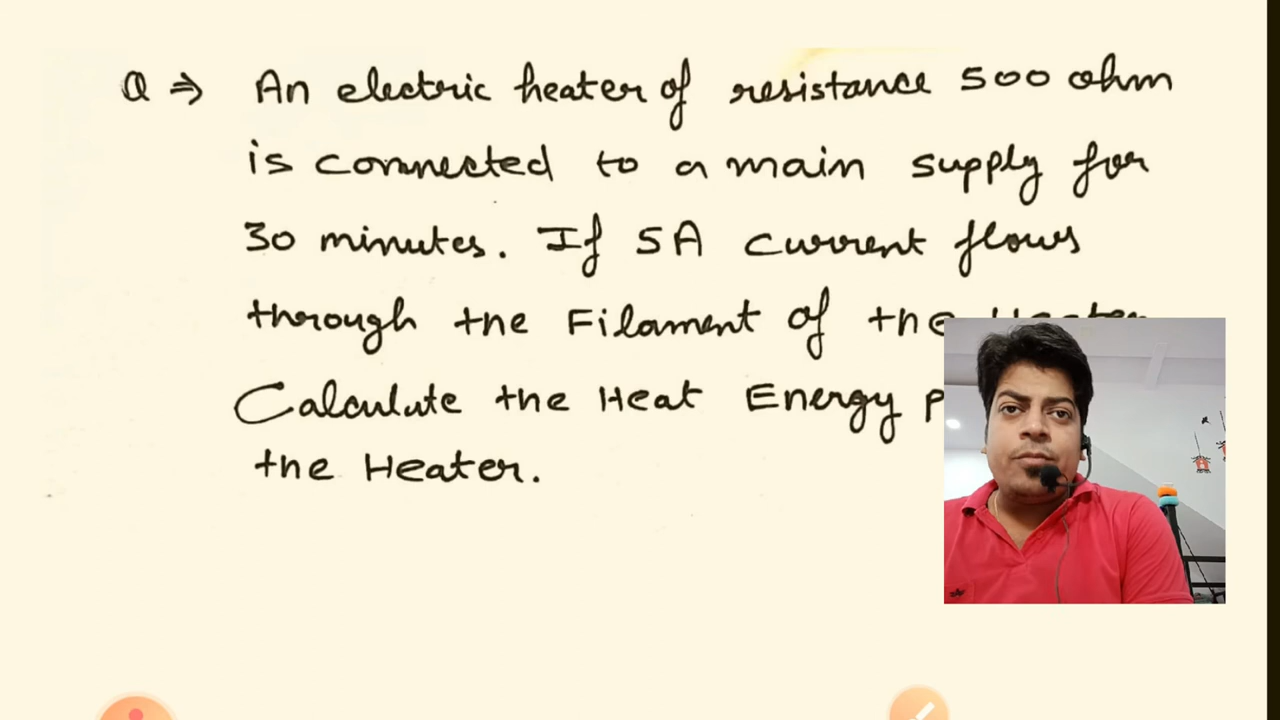 Q ⇒ An electric heater of resistance 500 ohm
is connected to a main supply for
30 minutes. If 5A current flows
through the Filament of the Heater
Calculate the Heat Energy
the Heater.